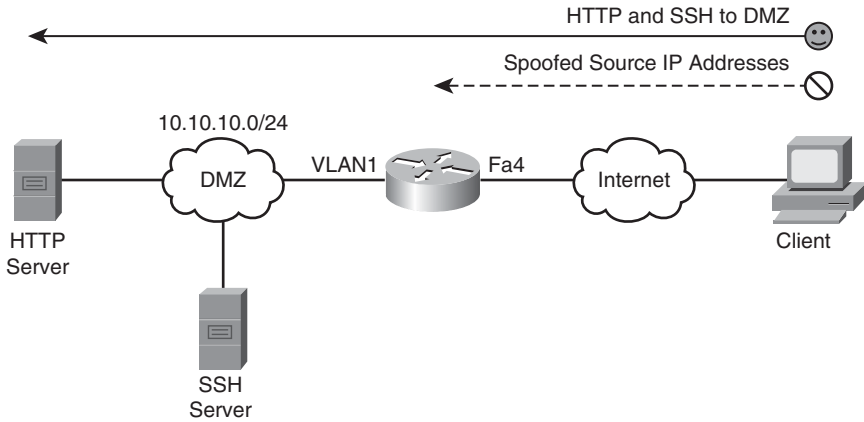 HTTP and SSH to DMZ
Spoofed Source IP Addresses
10.10.10.0/24
DMZ
VLAN1
Fa4
Internet
HTTP
Server
Client
SSH
Server